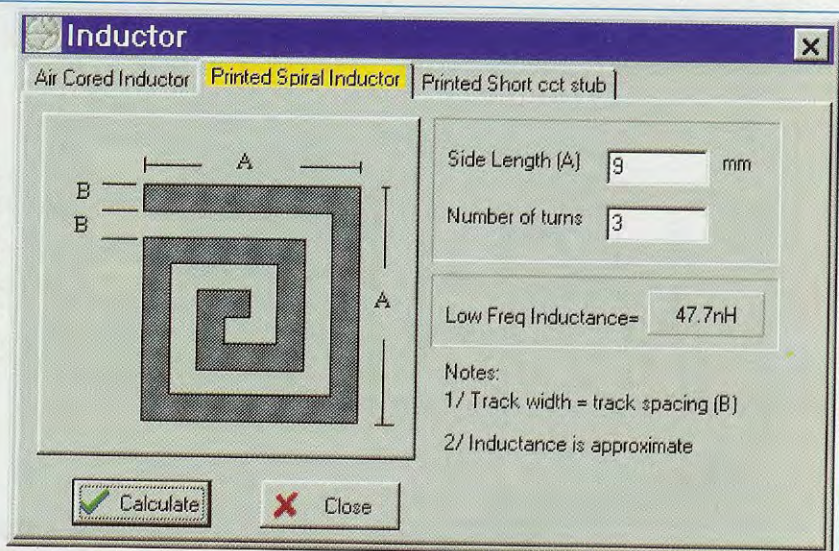 Inductor
Air Cored Inductor
Printed Spiral Inductor
Printed Short cct stub
A
B
B
A
Side Length (A) 9 mm
Number of turns 3
Low Freq Inductance= 47.7nH
Notes:
1/ Track width = track spacing (B)
2/ Inductance is approximate
Calculate
Close